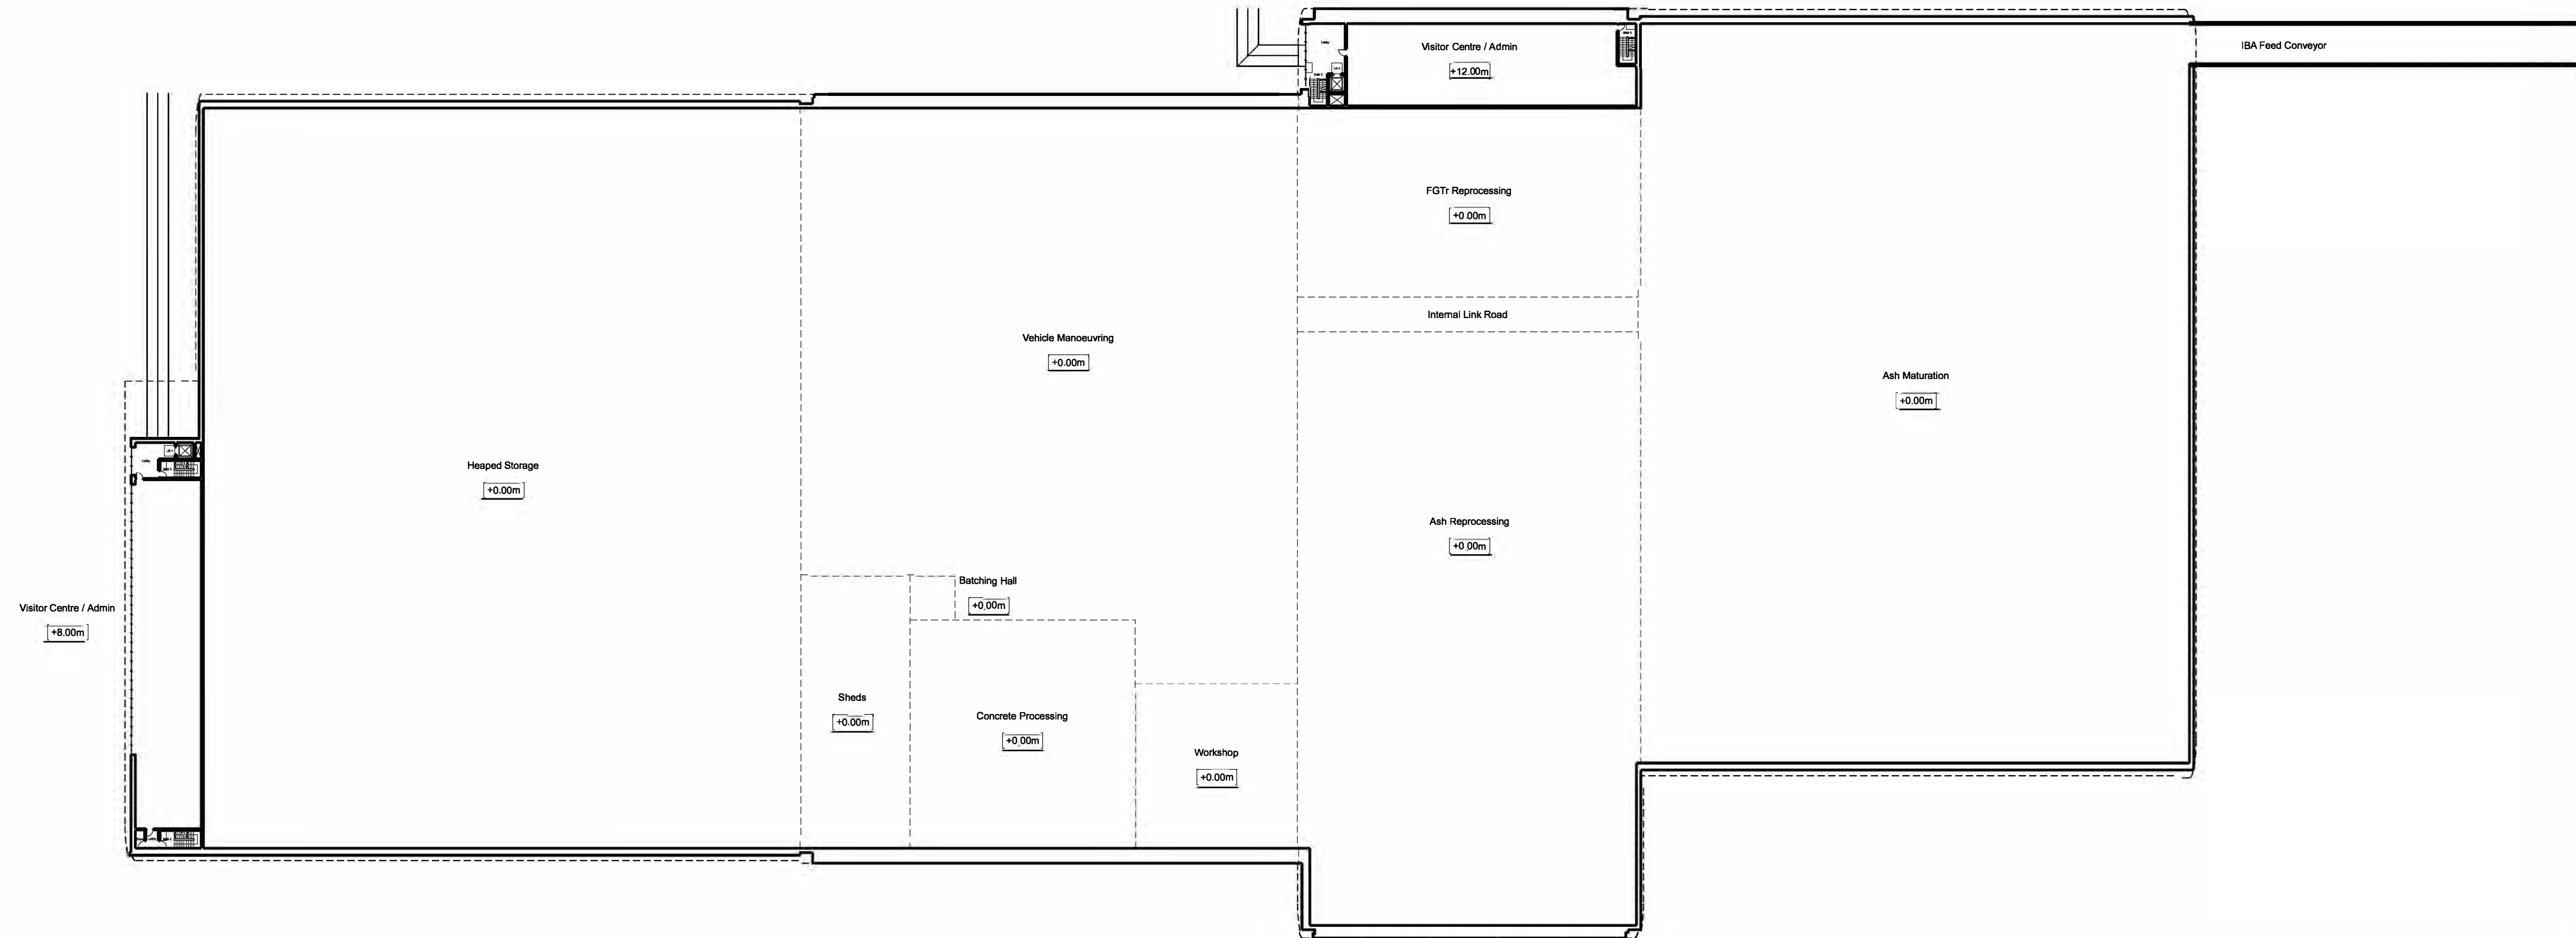 Visitor Centre / Admin
+12.00m
IBA Feed Conveyor
Lobby
FGTr Reprocessing
+0.00m
Internal Link Road
Vehicle Manoeuvring
+0.00m
Ash Maturation
+0.00m
Heaped Storage
+0.00m
Lobby
Ash Reprocessing
+0.00m
Batching Hall
+0.00m
Visitor Centre / Admin
+8.00m
Sheds
+0.00m
Concrete Processing
+0.00m
Workshop
+0.00m